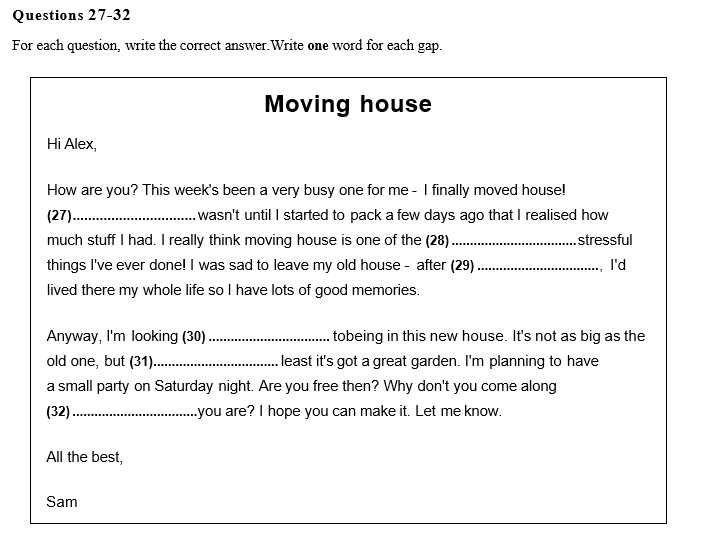 Questions 27-32
For each question, write the correct answer.Write one word for each gap.
Moving house
Hi Alex,
How are you? This week's been a very busy one for me - I finally moved house!
(27)................................wasn't until I started to pack a few days ago that I realised how
much stuff I had. I really think moving house is one of the (28)..................................stressful
things I've ever done! I was sad to leave my old house - after (29) ................................., I'd
lived there my whole life so I have lots of good memories.
Anyway, I'm looking (30) ................................. tobeing in this new house. It's not as big as the
old one, but (31)................................. least it's got a great garden. I'm planning to have
a small party on Saturday night. Are you free then? Why don't you come along
(32)..................................you are? I hope you can make it. Let me know.
All the best,
Sam